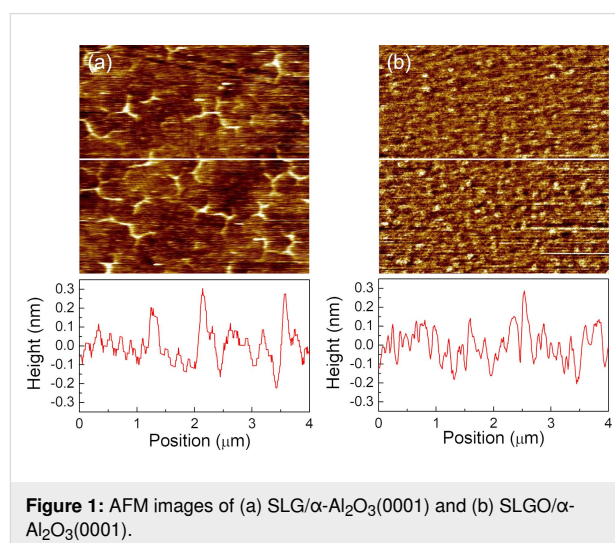 (a)
(b)
0.3
0.2
0.1
0.0
-0.1
-0.2
-0.3
Height (nm)
0 1 2 3 4
Position (μm)
0.3
0.2
0.1
0.0
-0.1
-0.2
-0.3
Height (nm)
0 1 2 3 4
Position (μm)
Figure 1: AFM images of (a) SLG/α-Al₂O₃(0001) and (b) SLGO/α-
Al₂O₃(0001).